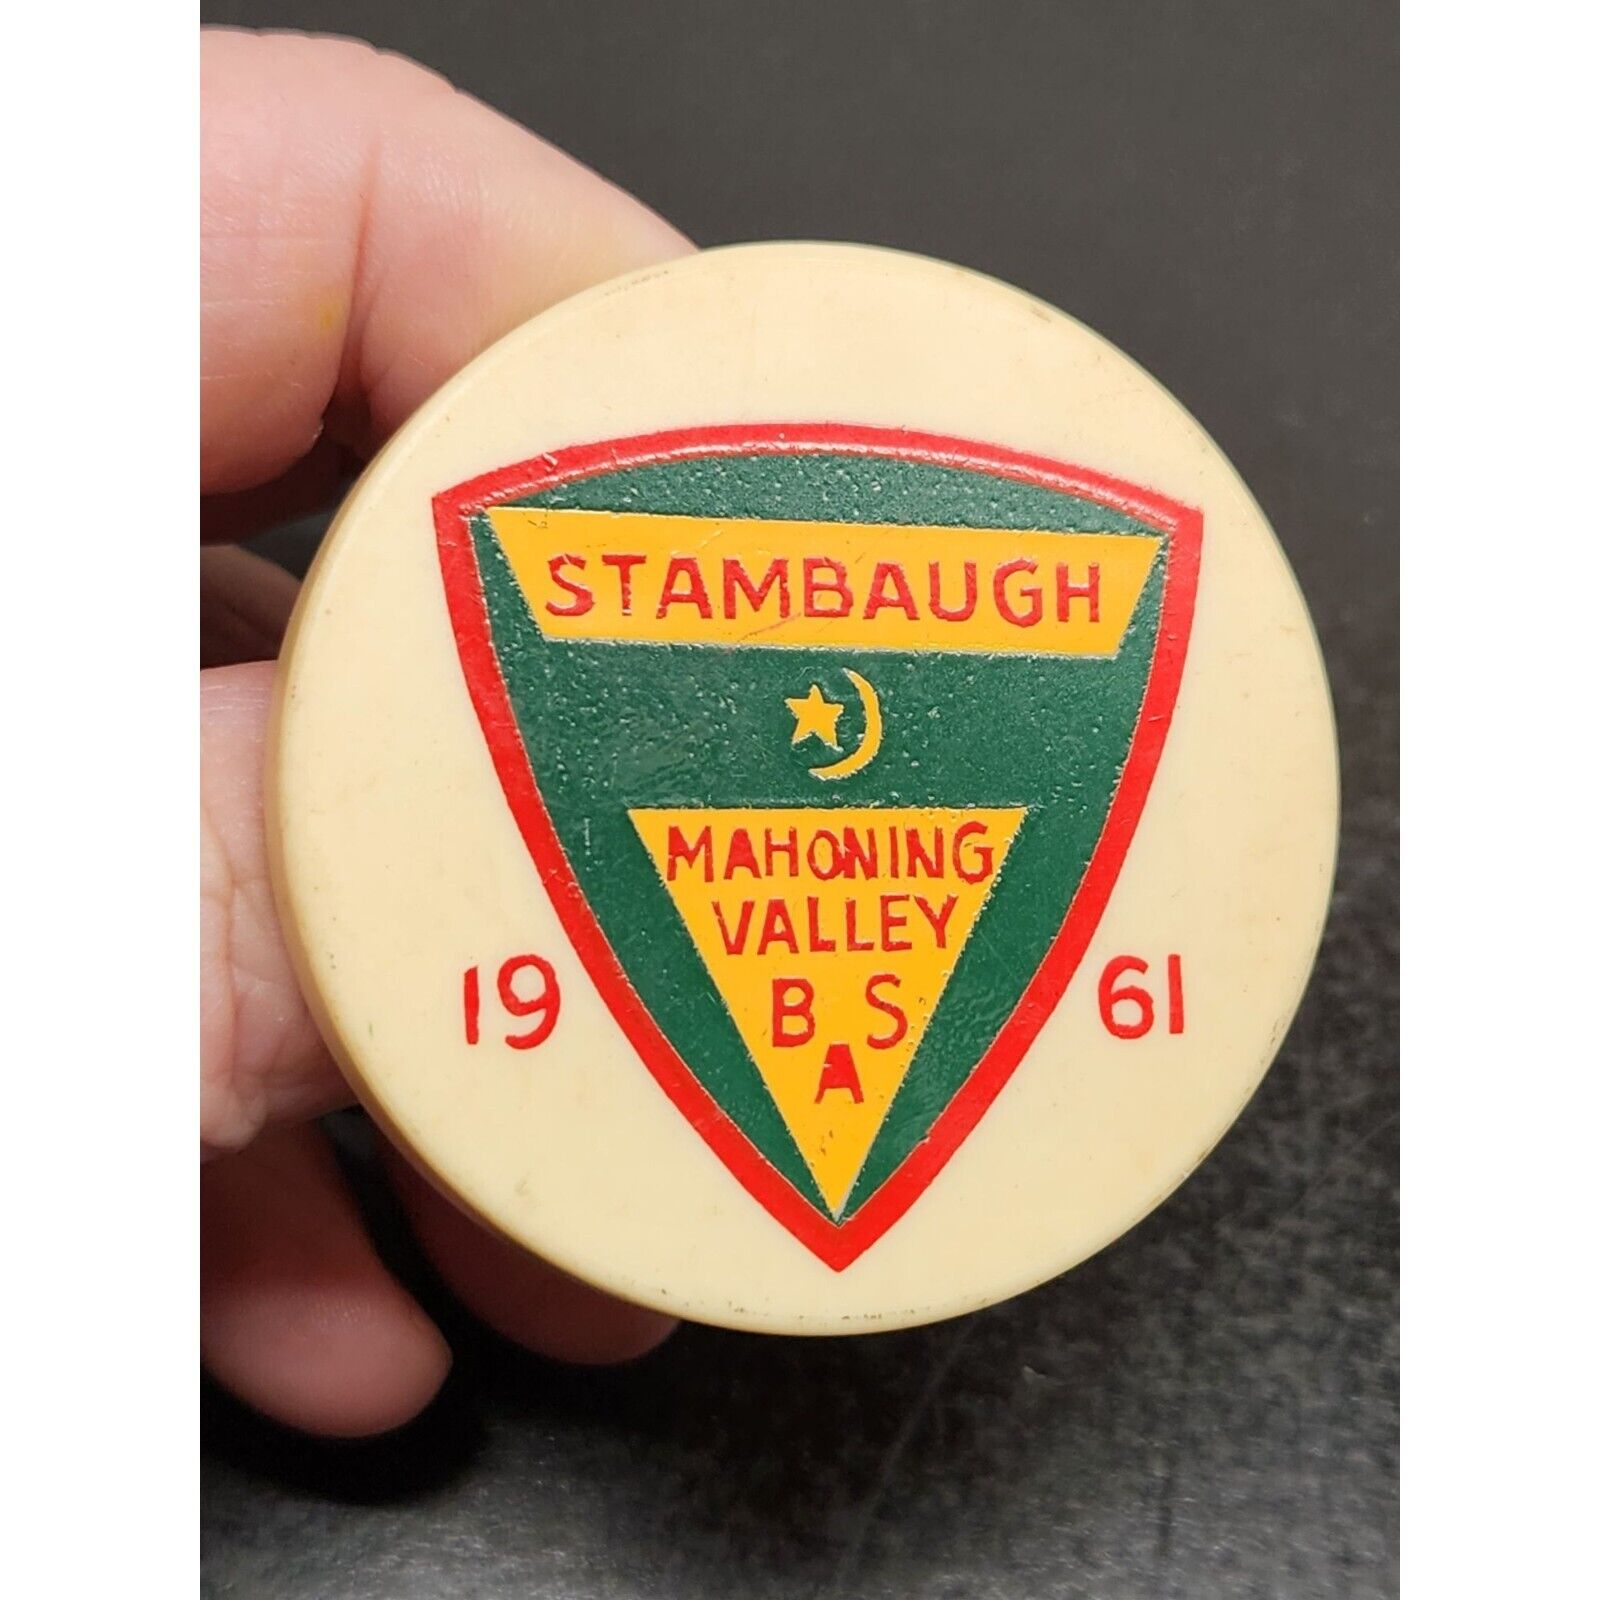 STAMBAUGH
MAHONING
VALLEY
B S
A
19 61